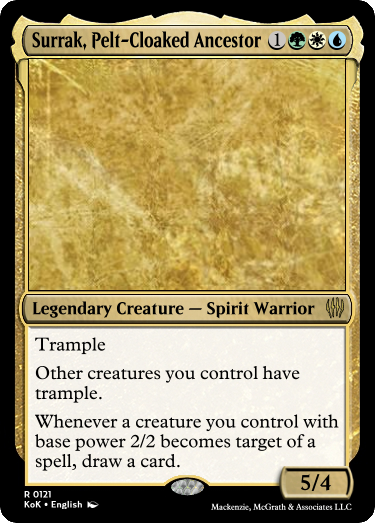 Surrak, Pelt-Cloaked Ancestor 1
Legendary Creature — Spirit Warrior
Trample
Other creatures you control have
trample.
Whenever a creature you control with
base power 2/2 becomes target of a
spell, draw a card.
5/4
R 0121
KoK • English
Mackenzie, McGrath & Associates LLC